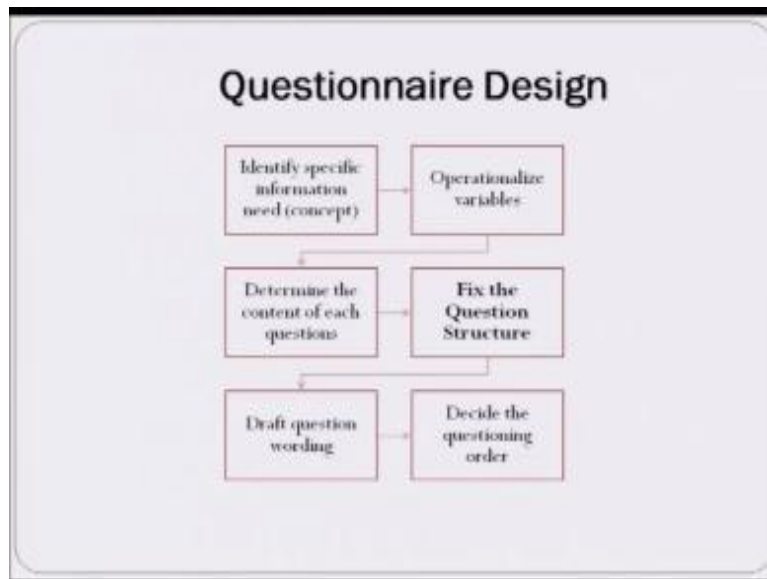 Questionnaire Design
Identify specific
information
need (concept)
Operationalize
variables
Determine the
content of each
questions
Fix the
Question
Structure
Draft question
wording
Decide the
questioning
order